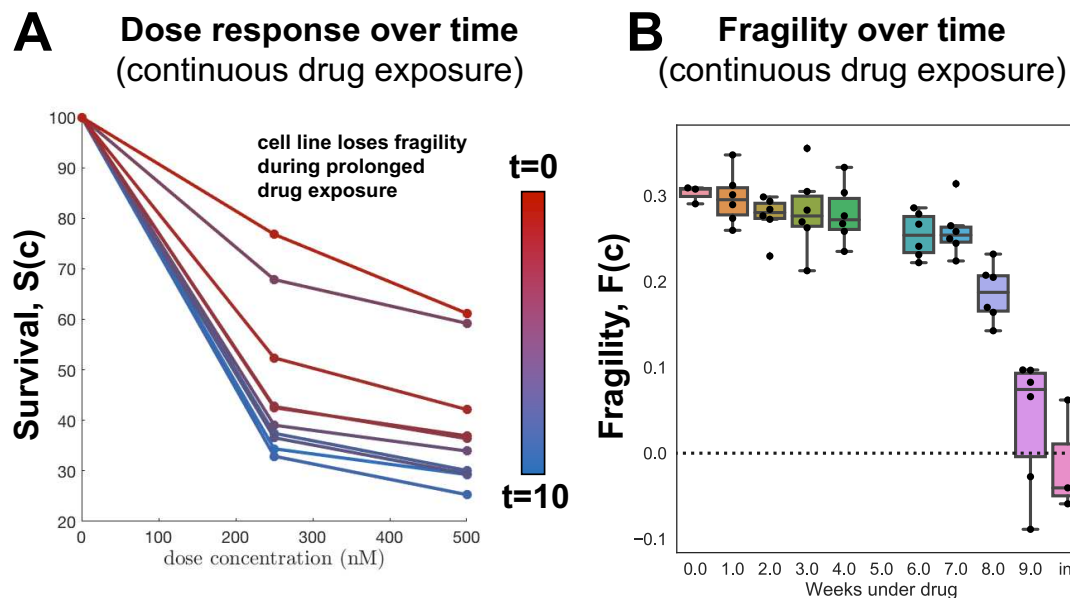 A
Dose response over time
(continuous drug exposure)
cell line loses fragility
during prolonged
drug exposure
t=0
t=10
Survival, S(c)
100
90
80
70
60
50
40
30
20
0
100
200
300
400
500
dose concentration (nM)
B
Fragility over time
(continuous drug exposure)
Fragility, F(c)
0.3
0.2
0.1
0.0
−0.1
0.0
1.0
2.0
3.0
4.0
5.0
6.0
7.0
8.0
9.0
in
Weeks under drug